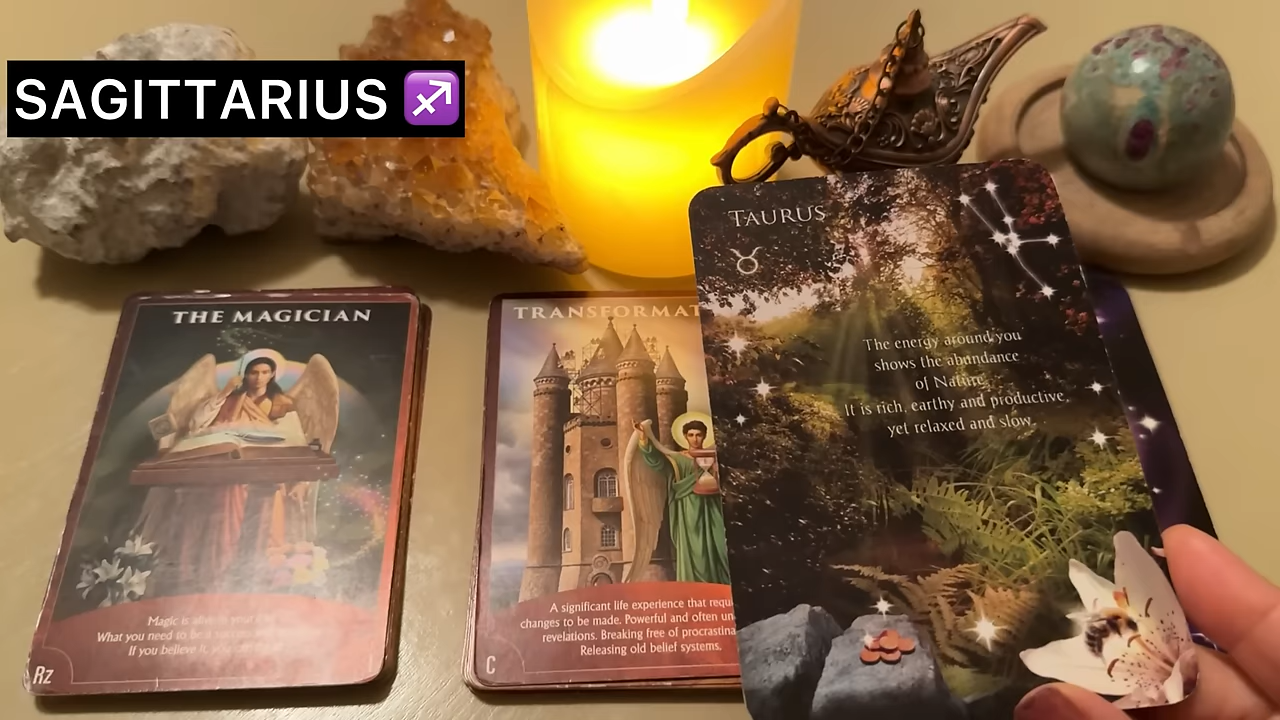 SAGITTARIUS ♐
TAURUS
♉
The energy around you
shows the abundance
of Nature.
It is rich, earthy and productive,
yet relaxed and slow.
THE MAGICIAN
Magic is
What you need to be a
If you believe it, you
Rz
I
TRANSFORMAT
A significant life experience that requ
changes to be made. Powerful and often un
revelations. Breaking free of procrastina
Releasing old belief systems.
C